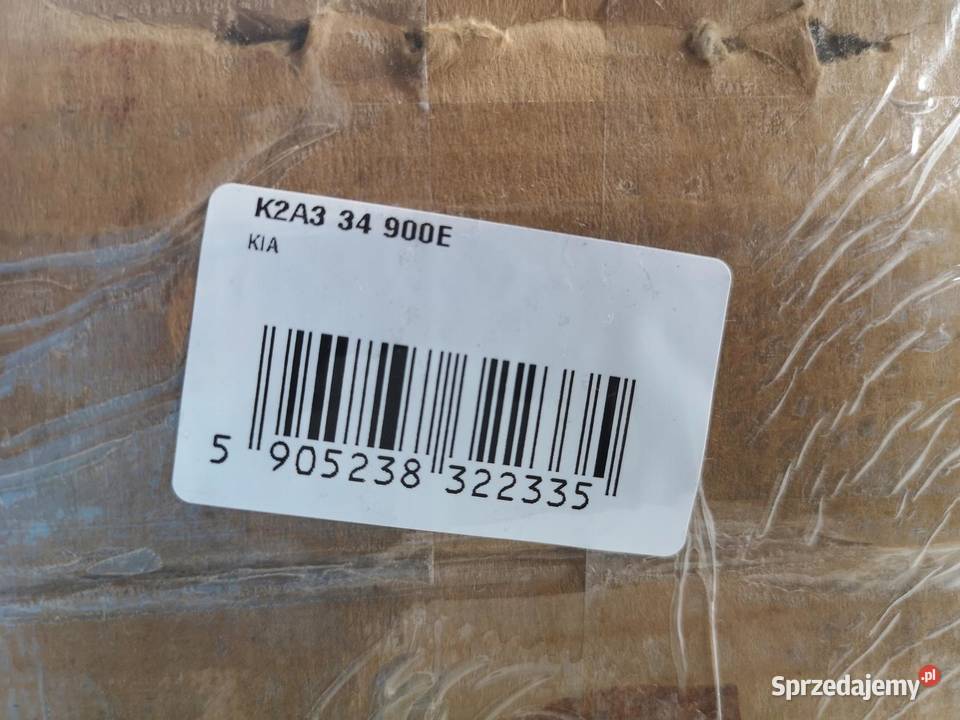 K2A3 34 900E
KIA
5 905238 322335
Sprzedajemy.pl